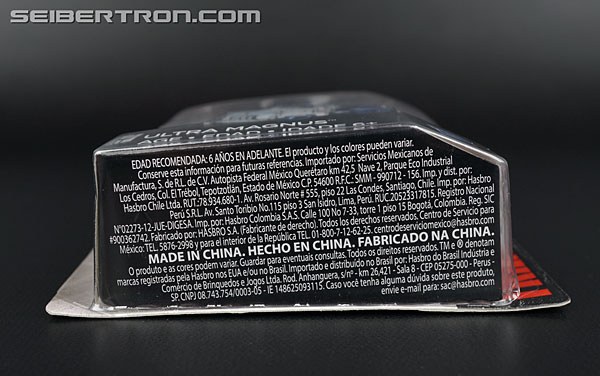 SEIBERTRON.COM
ULTRA MAGNUS™
AGE • EDAD • IDADE 6+
EDAD RECOMENDADA: 6 AÑOS EN ADELANTE. El producto y los colores pueden variar.
Conserve esta información para futuras referencias. Importado por: Servicios Mexicanos de
Manufactura, S. de R.L. de C.V. Autopista Federal México Querétaro km 42,5 Nave 2, Parque Eco Industrial
Los Cedros, Col. El Trébol, Tepotzotlán, Estado de México C.P. 54600 R.F.C.: SMM - 990712 - 156. Imp. y dist. por:
Hasbro Chile Ltda. RUT:78.934.680-1. Av. Rosario Norte # 555, piso 22 Las Condes, Santiago, Chile. Imp. por: Hasbro
Perú S.R.L. Av. Santo Toribio No.115 piso 3 San Isidro, Lima, Perú. RUC.20523317815. Registro Nacional
N°02273-12-JUE-DIGESA. Imp. por: Hasbro Colombia S.A.S. Calle 100 No 7-33, torre 1 piso 15 Bogotá, Colombia. Reg. SIC
#900362742. Fabricado por: HASBRO S.A. (Fabricante de derecho). Todos los derechos reservados. Centro de Servicio para
México: TEL. 5876-2998 y para el interior de la República TEL. 01-800-7-12-62-25. centrodeserviciomexico@hasbro.com
MADE IN CHINA. HECHO EN CHINA. FABRICADO NA CHINA.
O produto e as cores podem variar. Guardar para eventuais consultas. Todos os direitos reservados. TM e ® denotam
marcas registradas pela Hasbro nos EUA e/ou no Brasil. Importado e distribuído no Brasil por: Hasbro do Brasil Indústria e
Comércio de Brinquedos e Jogos Ltda. Rod. Anhanguera, s/nº - km 26,421 - Sala 8 - CEP 05275-000 - Perus -
SP. CNPJ 08.743.754/0003-05 - IE 148625093115. Caso você tenha alguma dúvida sobre este produto,
envie e-mail para: sac@hasbro.com